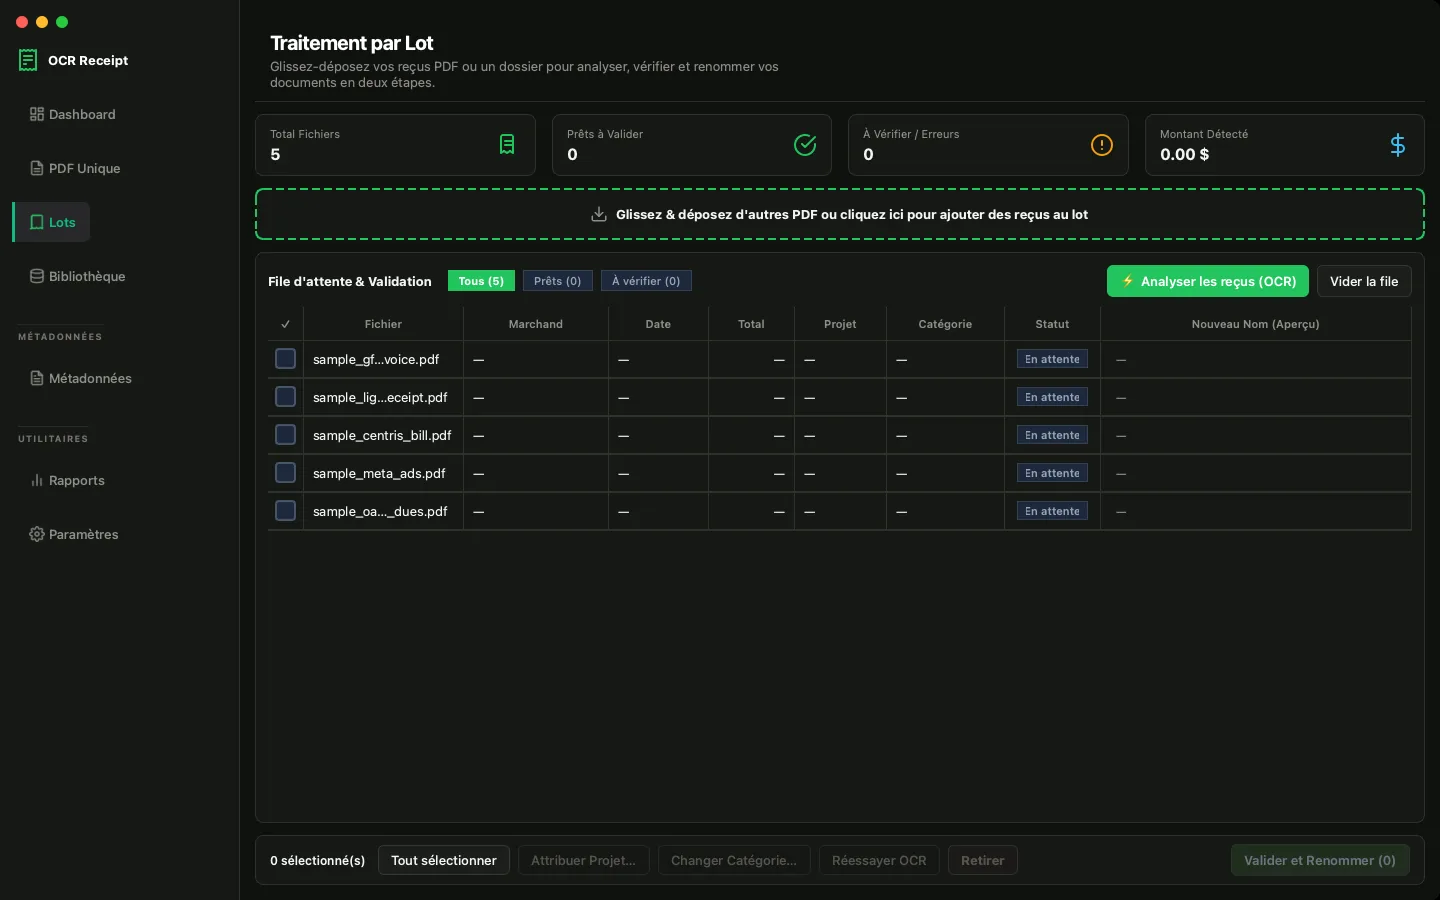 OCR Receipt
Dashboard
PDF Unique
Lots
Bibliothèque
MÉTADONNÉES
Métadonnées
UTILITAIRES
Rapports
Paramètres
Traitement par Lot
Glissez-déposez vos reçus PDF ou un dossier pour analyser, vérifier et renommer vos
documents en deux étapes.
Total Fichiers
5
Prêts à Valider
0
À Vérifier / Erreurs
0
Montant Détecté
0.00 $
Glissez & déposez d'autres PDF ou cliquez ici pour ajouter des reçus au lot
File d'attente & Validation Tous (5) Prêts (0) À vérifier (0) ⚡ Analyser les reçus (OCR) Vider la file
✓ Fichier Marchand Date Total Projet Catégorie Statut Nouveau Nom (Aperçu)
sample_gf...voice.pdf — — — — — En attente —
sample_lig...eceipt.pdf — — — — — En attente —
sample_centris_bill.pdf — — — — — En attente —
sample_meta_ads.pdf — — — — — En attente —
sample_oa..._dues.pdf — — — — — En attente —
0 sélectionné(s) Tout sélectionner Attribuer Projet... Changer Catégorie... Réessayer OCR Retirer Valider et Renommer (0)